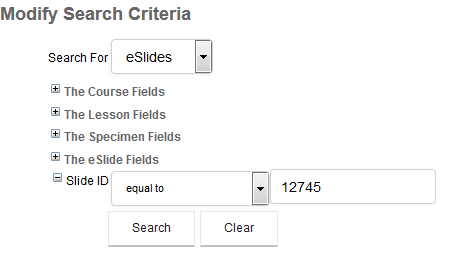 Modify Search Criteria
Search For eSlides
The Course Fields
The Lesson Fields
The Specimen Fields
The eSlide Fields
Slide ID equal to 12745
Search Clear